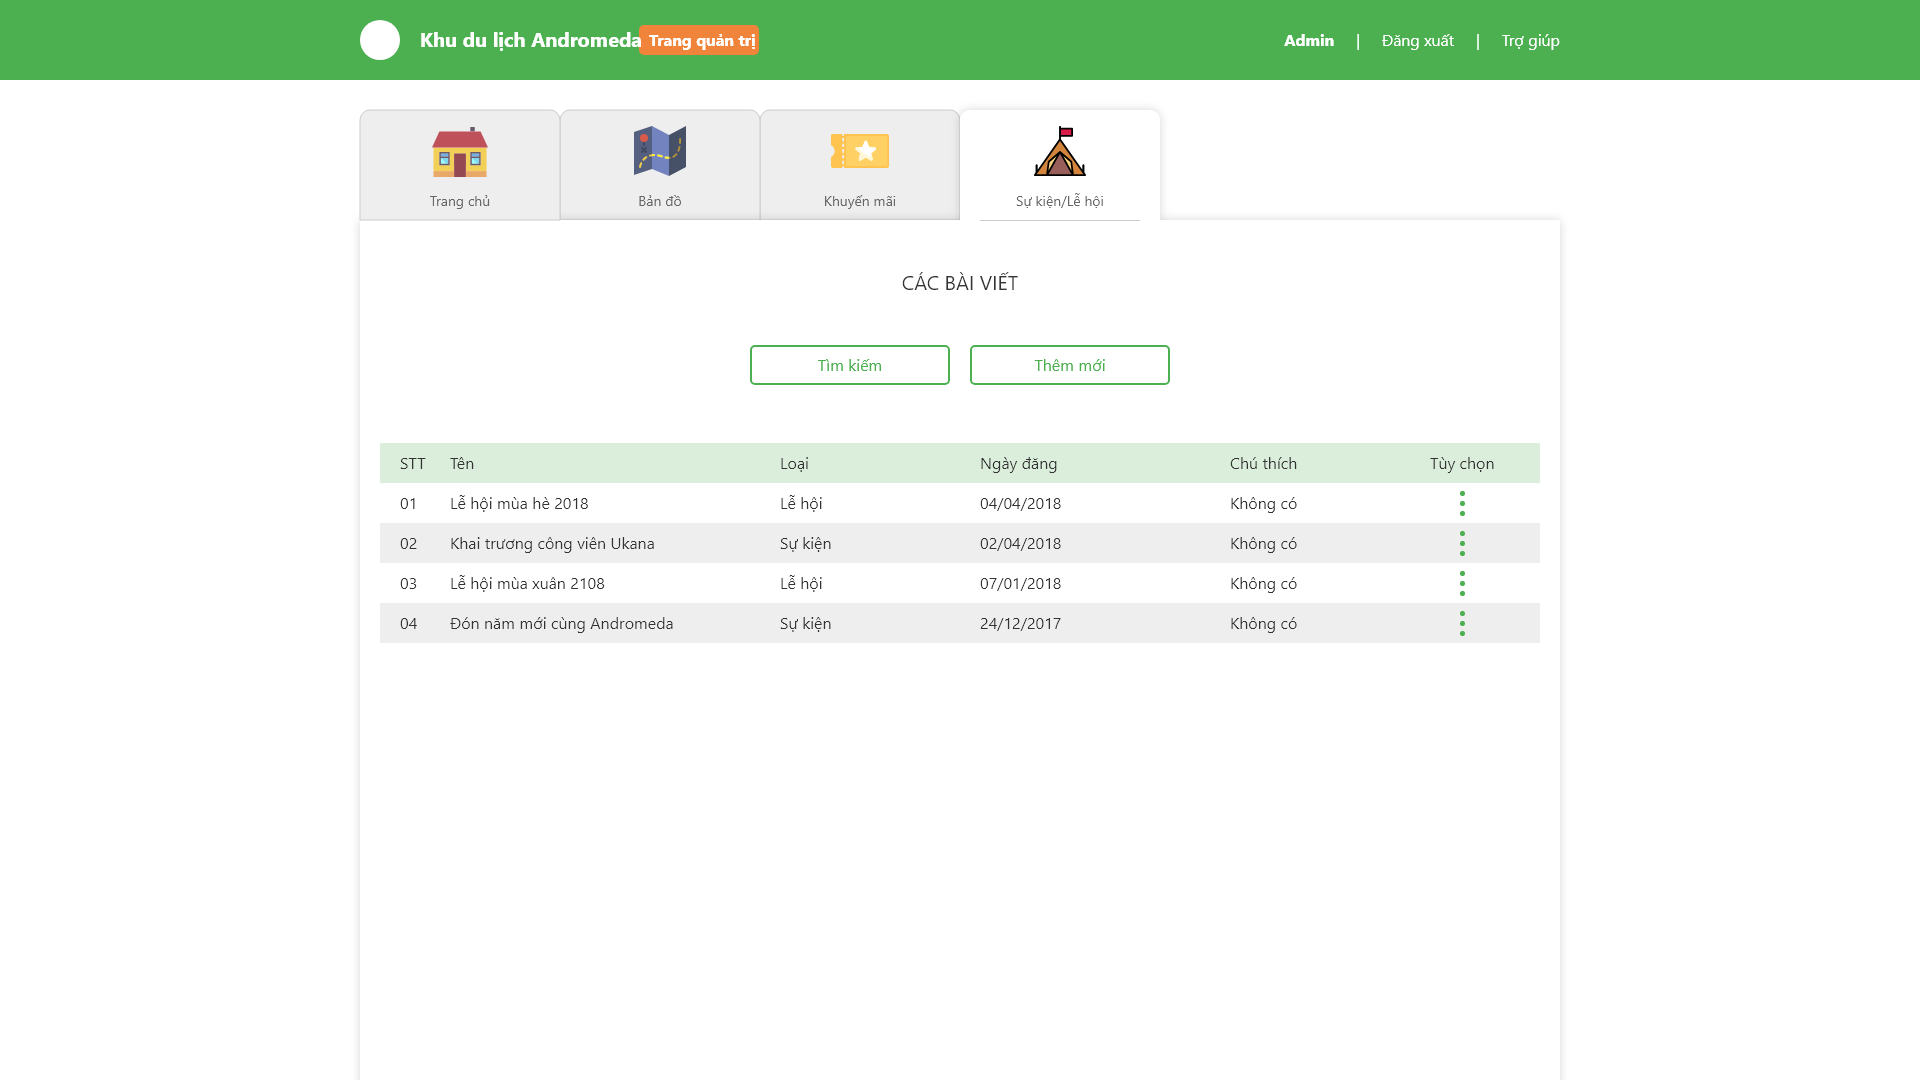 Khu du lịch Andromeda Trang quản trị Admin | Đăng xuất | Trợ giúp
Trang chủ Bản đồ Khuyến mãi Sự kiện/Lễ hội
CÁC BÀI VIẾT
Tìm kiếm Thêm mới
STT Tên Loại Ngày đăng Chú thích Tùy chọn
01 Lễ hội mùa hè 2018 Lễ hội 04/04/2018 Không có
02 Khai trương công viên Ukana Sự kiện 02/04/2018 Không có
03 Lễ hội mùa xuân 2108 Lễ hội 07/01/2018 Không có
04 Đón năm mới cùng Andromeda Sự kiện 24/12/2017 Không có